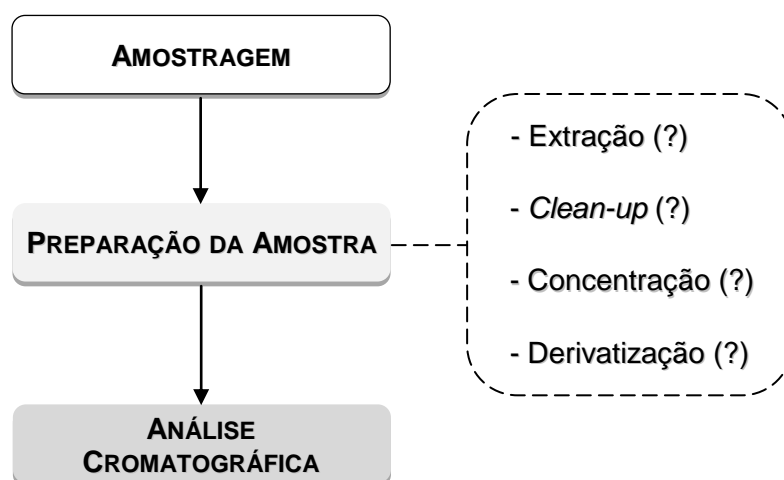 AMOSTRAGEM
- Extração (?)
- Clean-up (?)
PREPARAÇÃO DA AMOSTRA
- Concentração (?)
- Derivatização (?)
ANÁLISE
CROMATOGRÁFICA